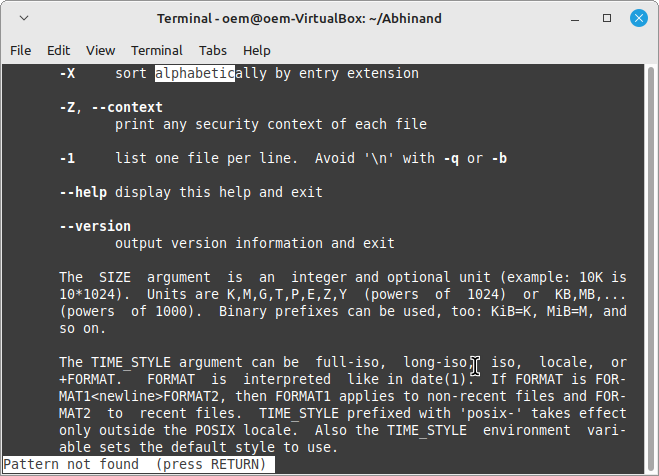 Terminal - oem@oem-VirtualBox: ~/Abhinand
File Edit View Terminal Tabs Help
-X sort alphabetically by entry extension
-Z, --context
print any security context of each file
-1 list one file per line. Avoid '\n' with -q or -b
--help display this help and exit
--version
output version information and exit
The SIZE argument is an integer and optional unit (example: 10K is
10*1024). Units are K,M,G,T,P,E,Z,Y (powers of 1024) or KB,MB,...
(powers of 1000). Binary prefixes can be used, too: KiB=K, MiB=M, and
so on.
The TIME_STYLE argument can be full-iso, long-iso, iso, locale, or
+FORMAT. FORMAT is interpreted like in date(1). If FORMAT is FOR-
MAT1<newline>FORMAT2, then FORMAT1 applies to non-recent files and FOR-
MAT2 to recent files. TIME_STYLE prefixed with 'posix-' takes effect
only outside the POSIX locale. Also the TIME_STYLE environment vari-
able sets the default style to use.
Pattern not found (press RETURN)